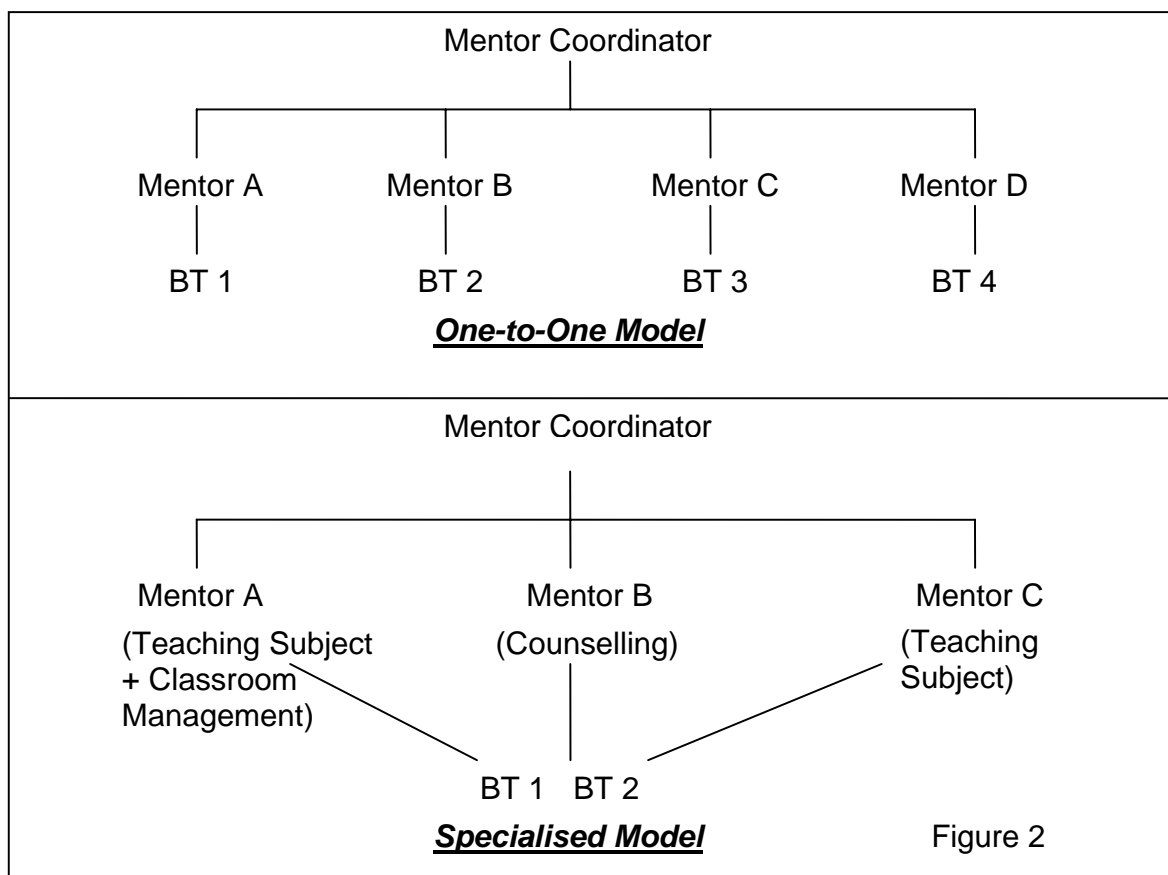 Mentor Coordinator
Mentor A Mentor B Mentor C Mentor D
BT 1 BT 2 BT 3 BT 4
One-to-One Model
Mentor Coordinator
Mentor A Mentor B Mentor C
(Teaching Subject (Counselling) (Teaching
+ Classroom Subject)
Management)
BT 1 BT 2
Specialised Model Figure 2